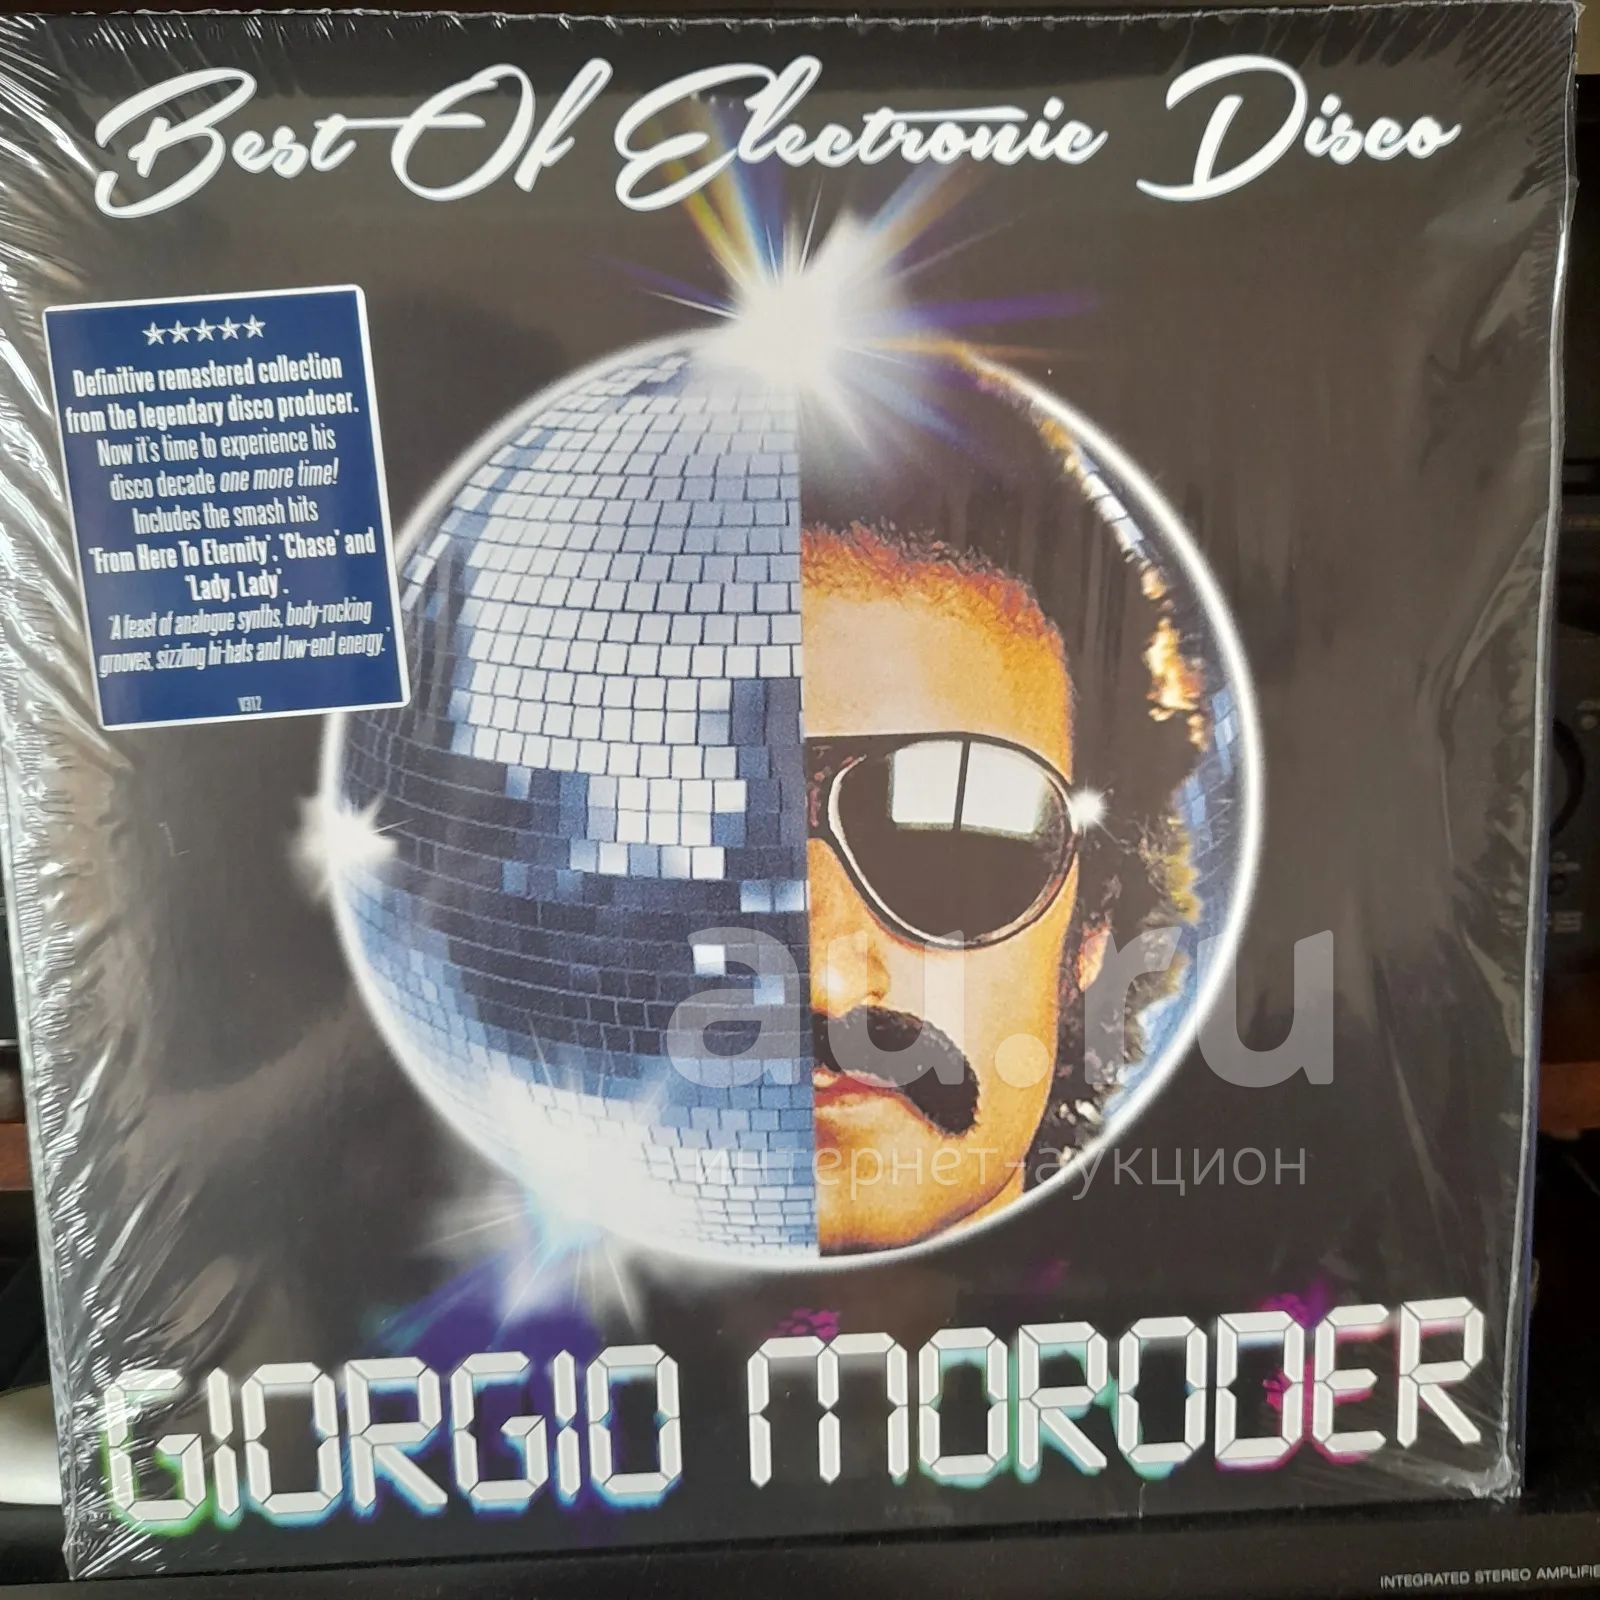 Best Of Electronic Disco
Definitive remastered collection
from the legendary disco producer.
Now it's time to experience his
disco decade one more time!
Includes the smash hits
'From Here To Eternity', 'Chase' and
'Lady, Lady'.
'A feast of analogue synths, body-rocking
grooves, sizzling hi-hats and low-end energy.'
V312
au.ru
интернет-аукцион
GIORGIO MORODER
INTEGRATED STEREO AMPLIFIE